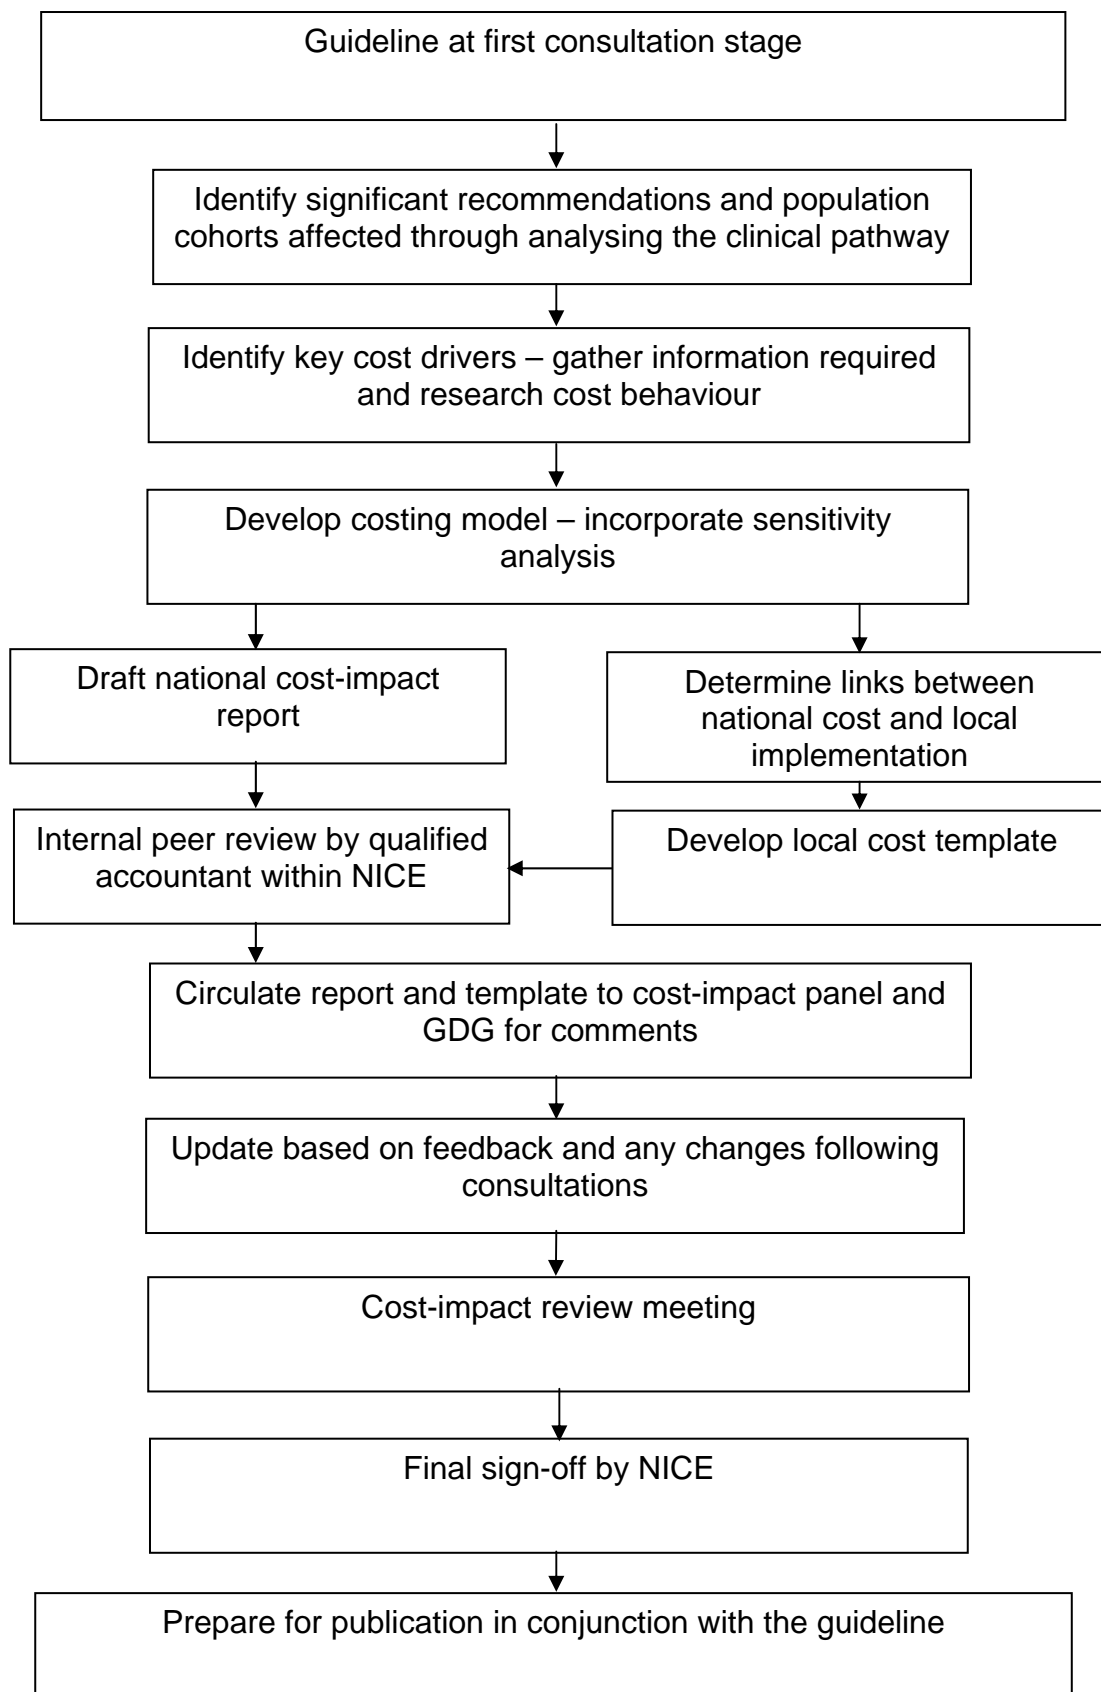 Guideline at first consultation stage
Identify significant recommendations and population
cohorts affected through analysing the clinical pathway
Identify key cost drivers – gather information required
and research cost behaviour
Develop costing model – incorporate sensitivity
analysis
Draft national cost-impact
report
Determine links between
national cost and local
implementation
Internal peer review by qualified
accountant within NICE
Develop local cost template
Circulate report and template to cost-impact panel and
GDG for comments
Update based on feedback and any changes following
consultations
Cost-impact review meeting
Final sign-off by NICE
Prepare for publication in conjunction with the guideline